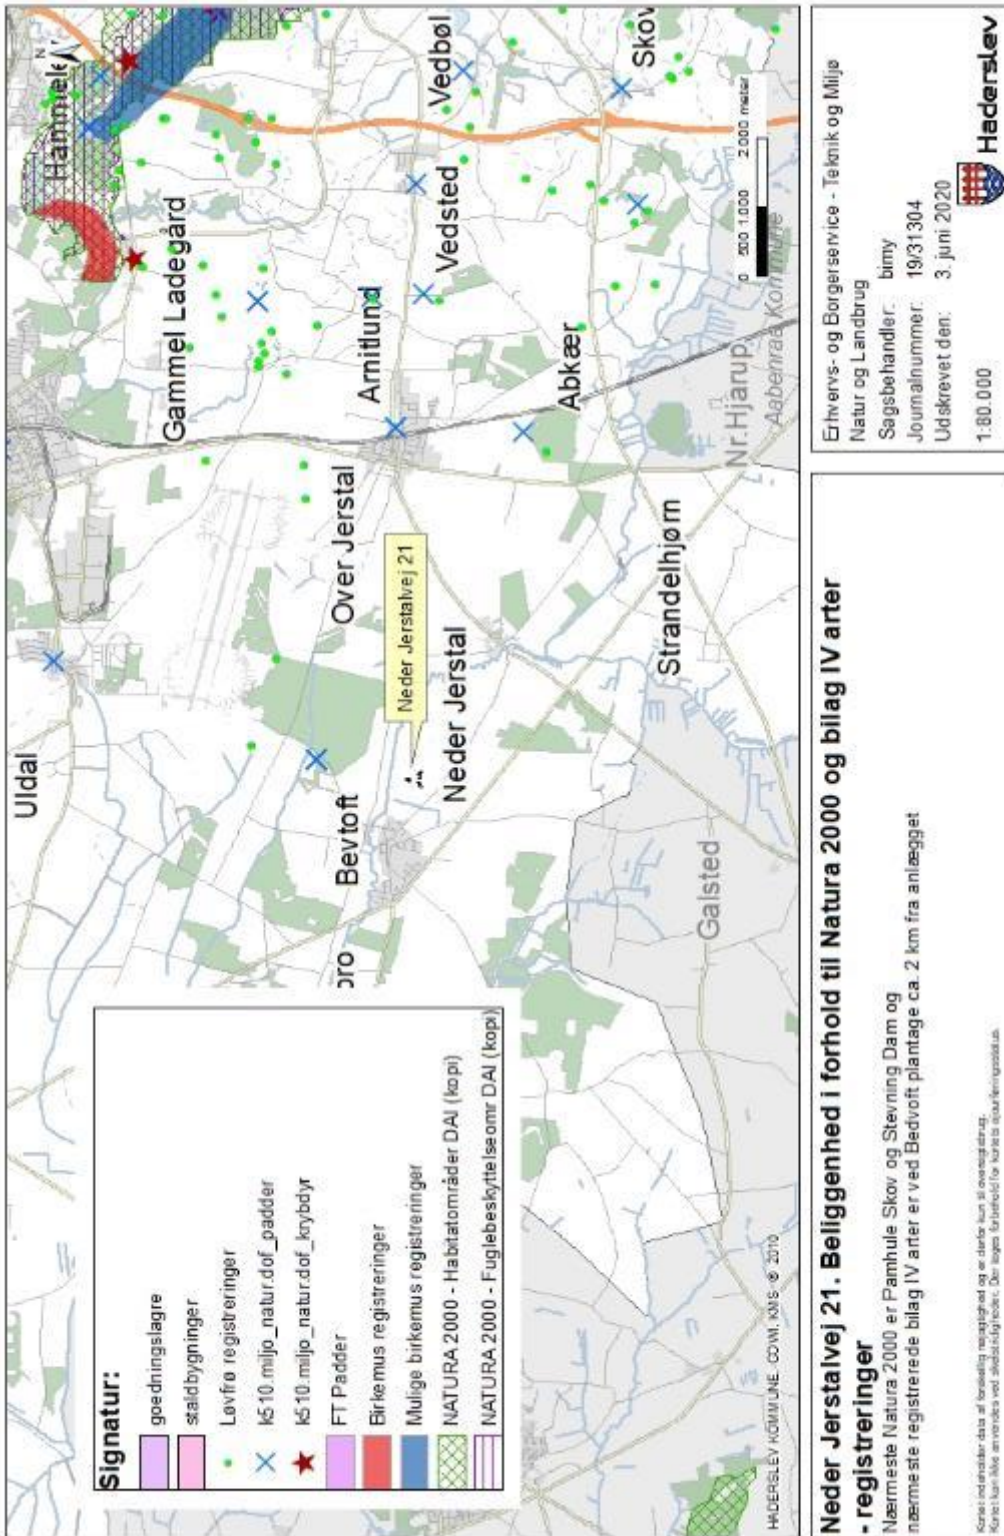 Signatur:
goedningslagre
staldbygninger
Løvfrø registreringer
k510.miljo_natur.dof_padder
k510.miljo_natur.dof_krybdyr
FT Padder
Birkemus registreringer
Mulige birkemus registreringer
NATURA 2000 - Habitatområder DAI (kopi)
NATURA 2000 - Fuglebeskyttelseomr DAI (kopi)
Uldal
Hammele
N
Gammel Ladegård
Over Jerstal
Arnitlund
Vedsted
Vedbøl
Skov
Bevtoft
Neder Jerstalvej 21
Neder Jerstal
Abkær
Strandelhjørn
Nr.Hjarup
Aabenraa Kommune
Galsted
0 500 1.000 2.000 meter
HADERSLEV KOMMUNE, COWI, KMS © 2010
Neder Jerstalvej 21. Beliggenhed i forhold til Natura 2000 og bilag IV arter
- registreringer
Nærmeste Natura 2000 er Pamhule Skov og Stevning Dam og
nærmeste registrerede bilag IV arter er ved Bedvoft plantage ca. 2 km fra anlægget
Erhvervs- og Borgerservice - Teknik og Miljø
Natur og Landbrug
Sagsbehandler: birny
Journalnummer: 19/31304
Udskrevet den: 3. juni 2020
1:80.000
Haderslev